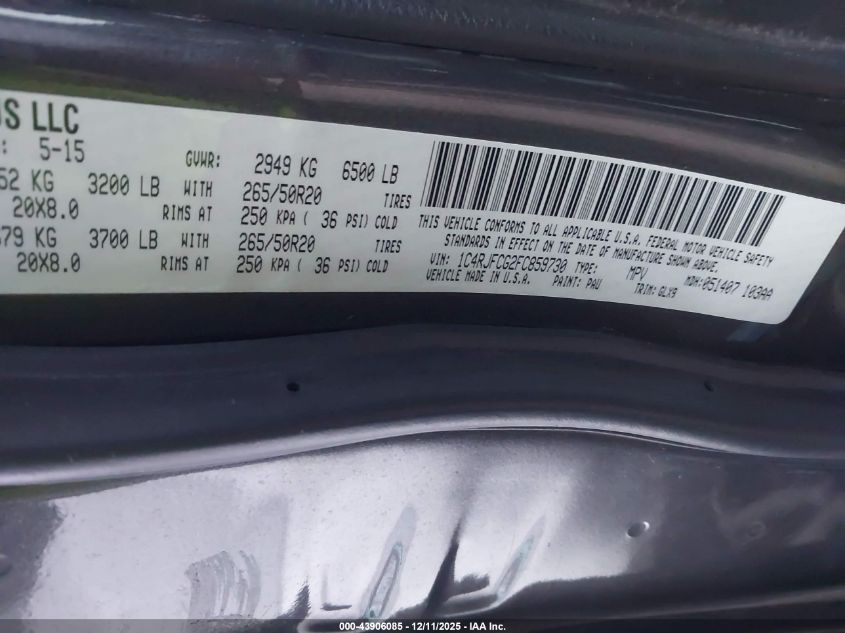 US LLC
: 5-15 GVWR: 2949 KG 6500 LB
52 KG 3200 LB WITH 265/50R20 TIRES
20X8.0 RIMS AT 250 KPA ( 36 PSI) COLD
679 KG 3700 LB WITH 265/50R20 TIRES
20X8.0 RIMS AT 250 KPA ( 36 PSI) COLD
THIS VEHICLE CONFORMS TO ALL APPLICABLE U.S.A. FEDERAL MOTOR VEHICLE SAFETY
STANDARDS IN EFFECT ON THE DATE OF MANUFACTURE SHOWN ABOVE.
VIN: 1C4RJFCG2FC859730 TYPE: MPV MDH:051407 103AA
VEHICLE MADE IN U.S.A. PAINT: PAU TRIM: GLX9
000-43906085 - 12/11/2025 - IAA Inc.